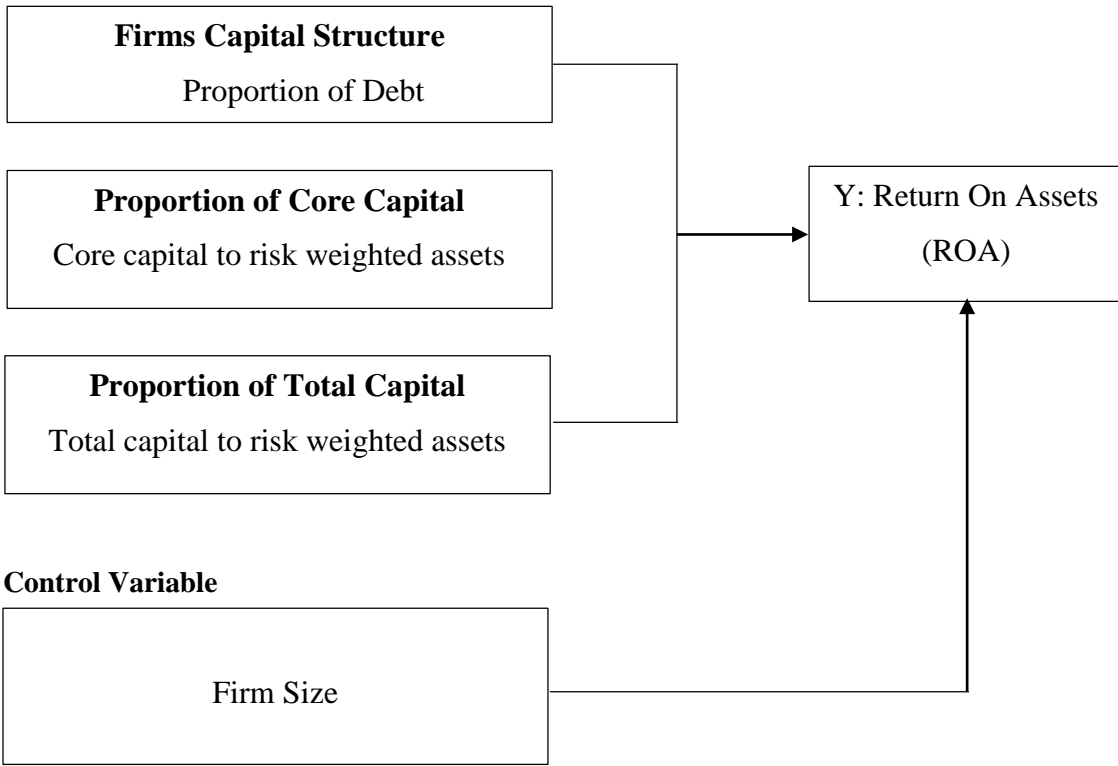 Firms Capital Structure
Proportion of Debt
Proportion of Core Capital
Core capital to risk weighted assets
Y: Return On Assets
(ROA)
Proportion of Total Capital
Total capital to risk weighted assets
Control Variable
Firm Size